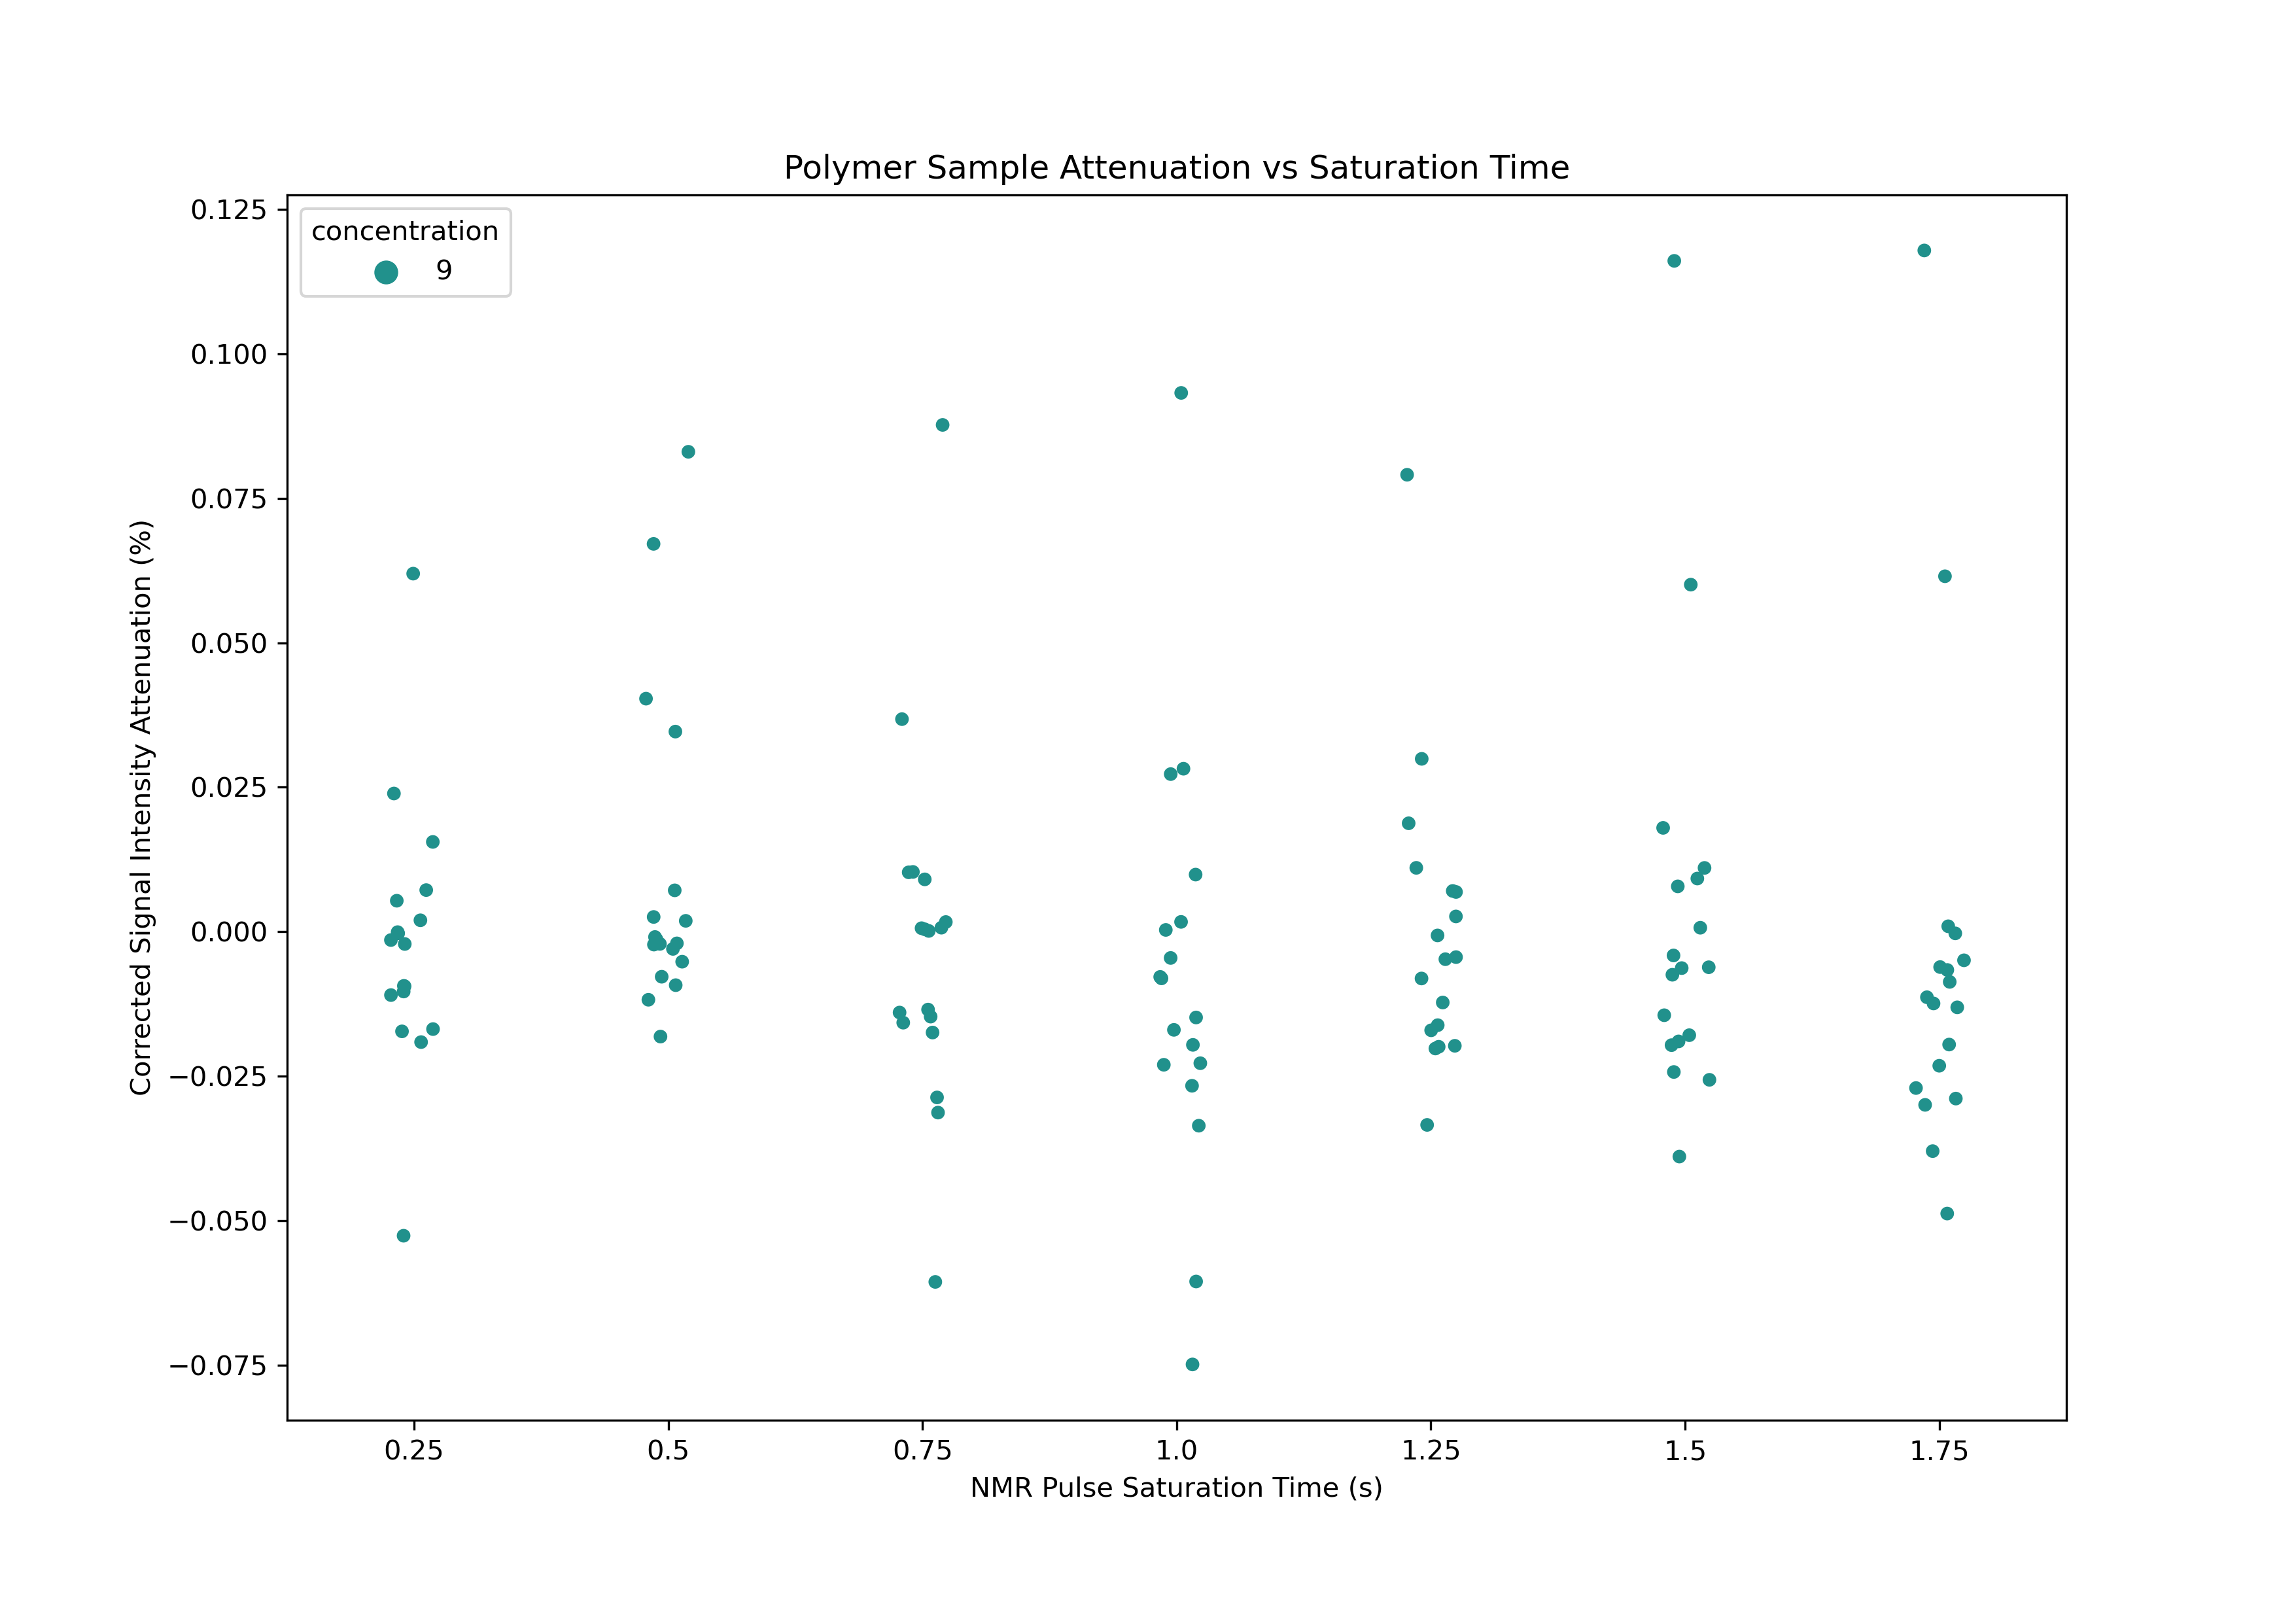 Polymer Sample Attenuation vs Saturation Time
concentration
9
0.125
0.100
0.075
0.050
0.025
0.000
−0.025
−0.050
−0.075
Corrected Signal Intensity Attenuation (%)
0.25 0.5 0.75 1.0 1.25 1.5 1.75
NMR Pulse Saturation Time (s)